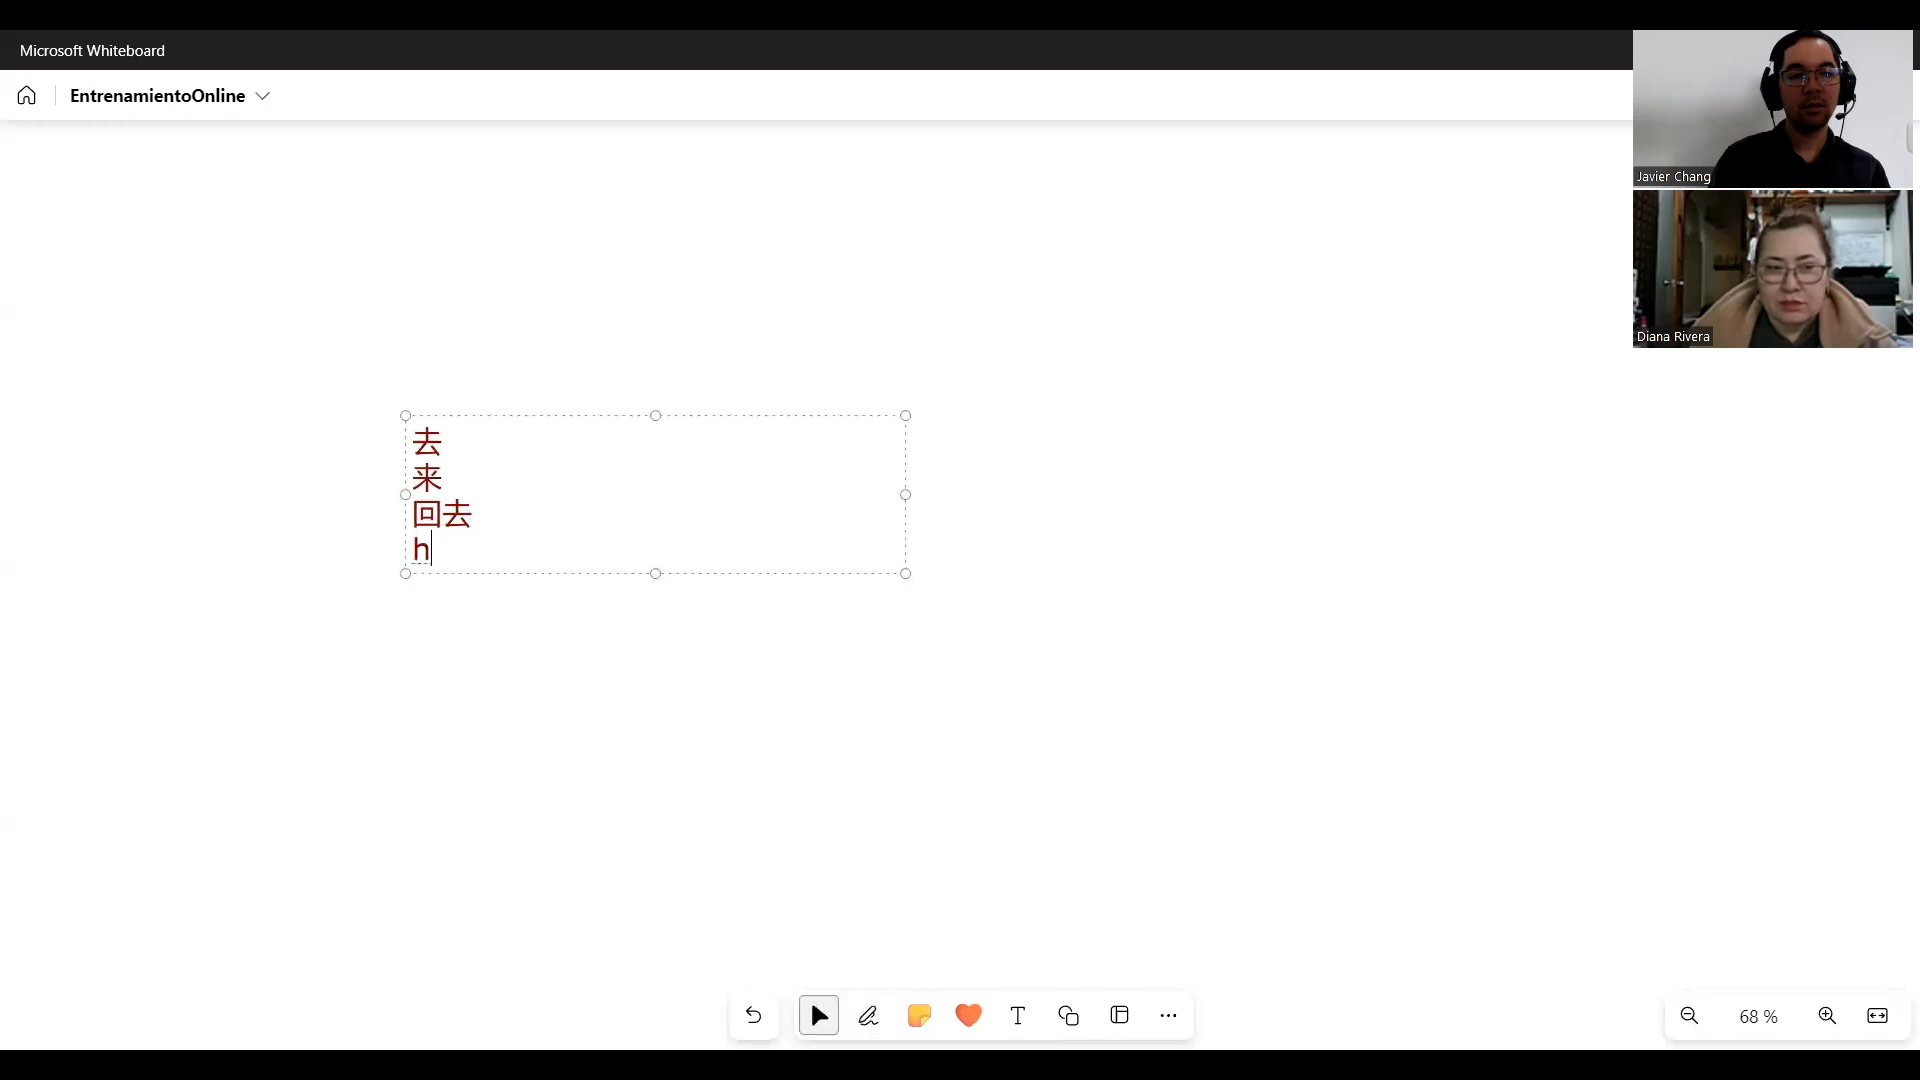 Microsoft Whiteboard
EntrenamientoOnline
Javier Chang
Diana Rivera
去
来
回去
h
68 %